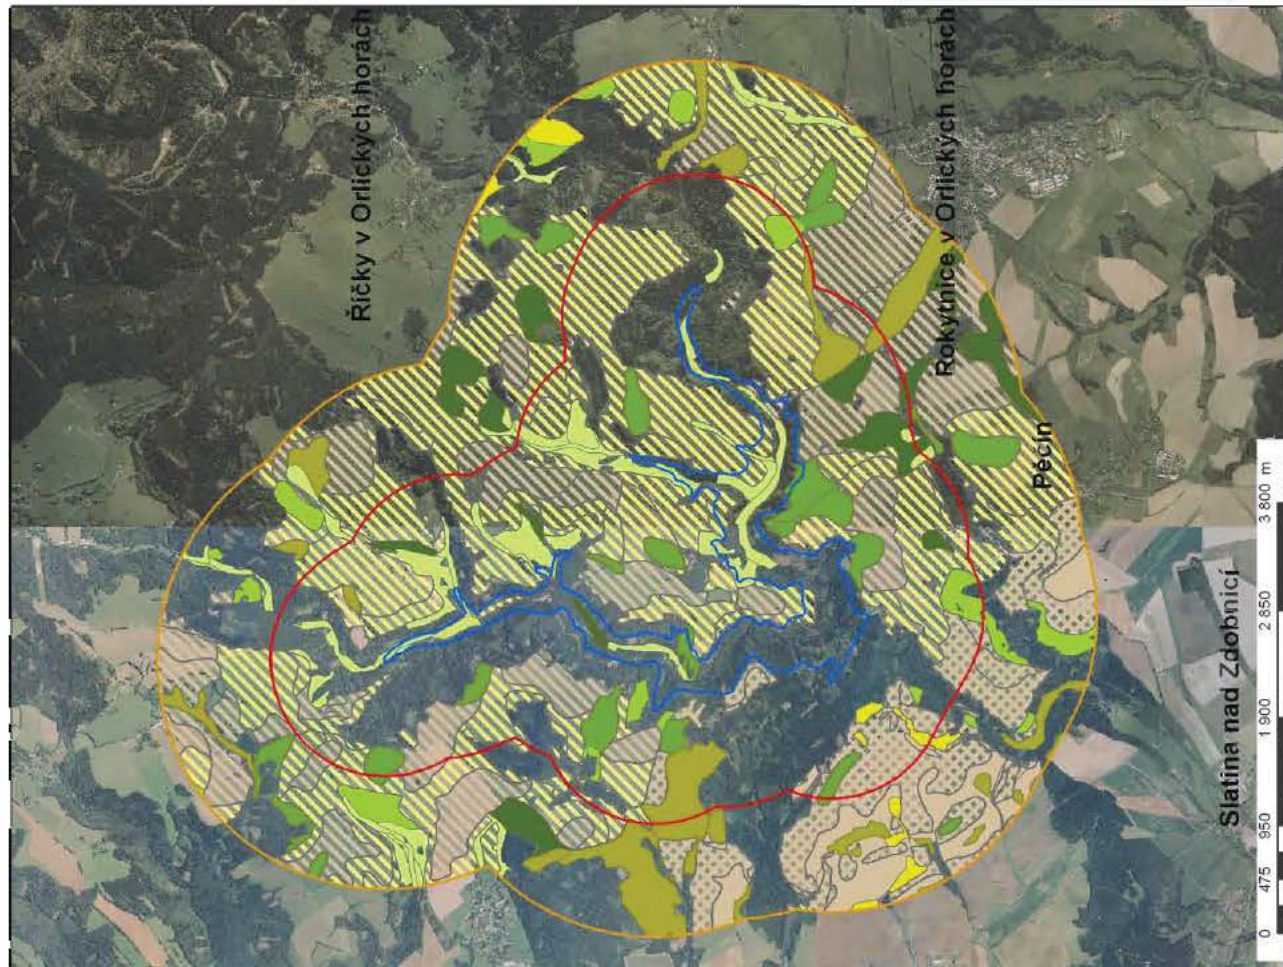 Říčky v Orlických horách
Rokytnice v Orlických horách
Pěčín
Slatina nad Zdobnicí
0 475 950 1 900 2 850 3 800 m